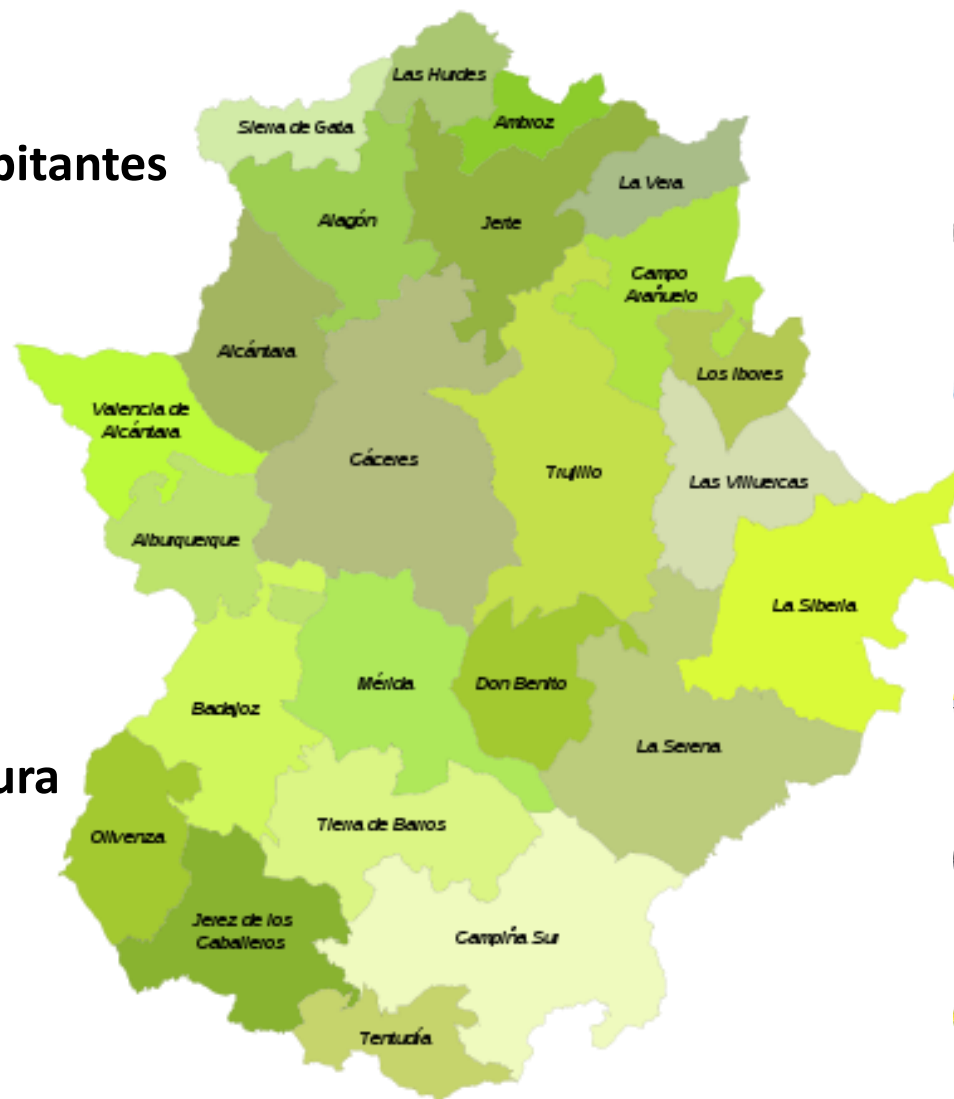 Las Hurdes
Sierra de Gata
Ambroz
bitantes
La Vera
Alagón
Jerte
Campo
Arañuelo
Alcántara
Los Ibores
Valencia de
Alcántara
Cáceres
Trujillo
Las Villuercas
Alburquerque
La Siberia
Mérida
Don Benito
Badajoz
La Serena
ura
Tierra de Barros
Olivenza
Jerez de los
Caballeros
Campiña Sur
Tentudía